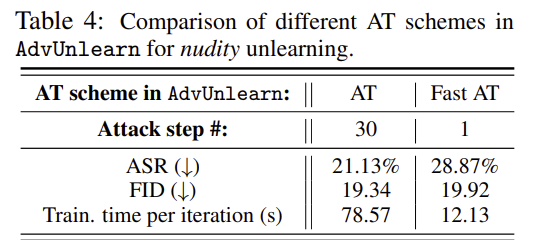 Table 4: Comparison of different AT schemes in
AdvUnlearn for nudity unlearning.
AT scheme in AdvUnlearn: AT Fast AT
Attack step #: 30 1
ASR (↓) 21.13% 28.87%
FID (↓) 19.34 19.92
Train. time per iteration (s) 78.57 12.13